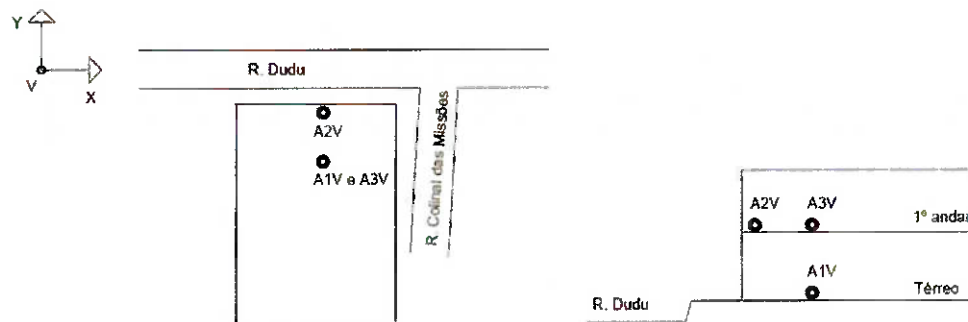 Y
V
X
R. Dudu
A2V
A1V e A3V
R. Colinal das Missões
A2V A3V
1º andar
A1V
Térreo
R. Dudu